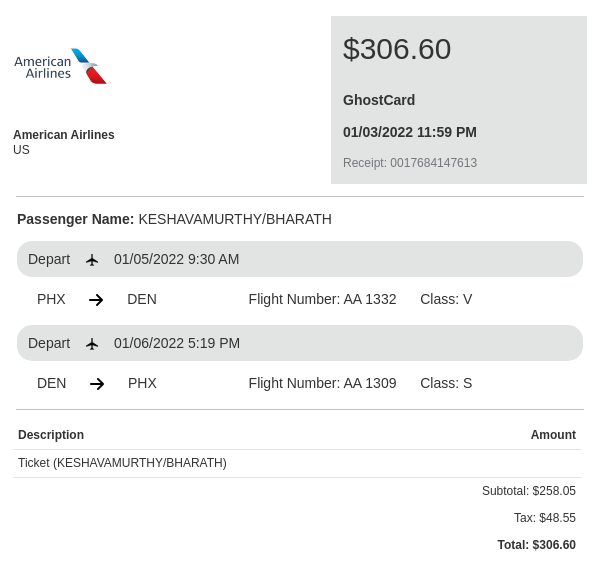 American
Airlines
$306.60
GhostCard
American Airlines
01/03/2022 11:59 PM
US
Receipt: 0017684147613
Passenger Name: KESHAVAMURTHY/BHARATH
Depart 01/05/2022 9:30 AM
PHX → DEN Flight Number: AA 1332 Class: V
Depart 01/06/2022 5:19 PM
DEN → PHX Flight Number: AA 1309 Class: S
Description Amount
Ticket (KESHAVAMURTHY/BHARATH)
Subtotal: $258.05
Tax: $48.55
Total: $306.60